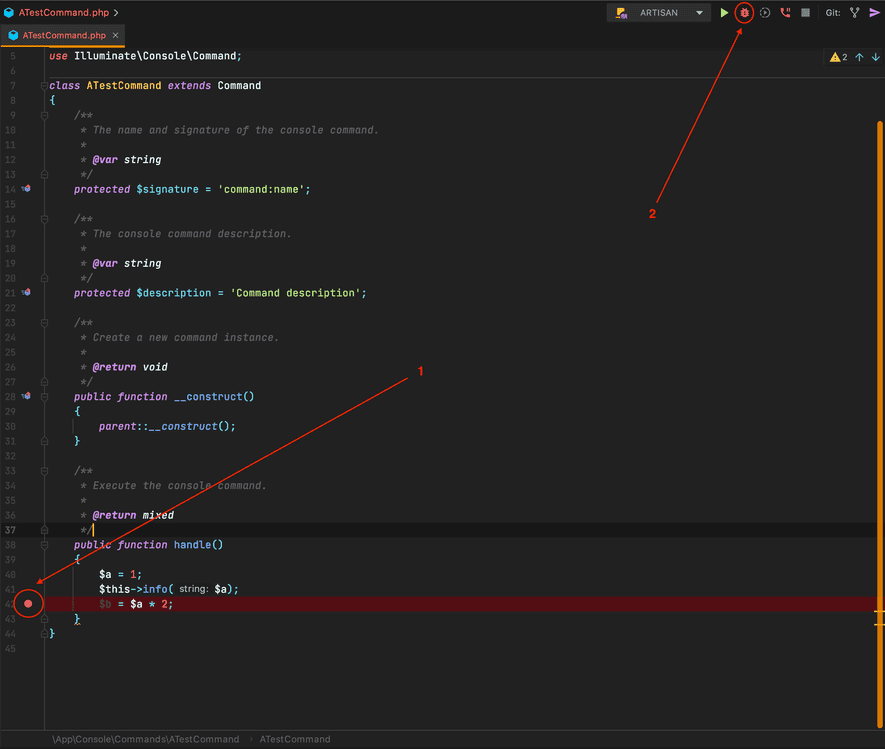 ATestCommand.php
ARTISAN
Git:
ATestCommand.php
5 use Illuminate\Console\Command;
2
6
7 class ATestCommand extends Command
8 {
9 /**
10 * The name and signature of the console command.
11 *
12 * @var string
13 */
14 protected $signature = 'command:name';
15
2
16 /**
17 * The console command description.
18 *
19 * @var string
20 */
21 protected $description = 'Command description';
22
23 /**
24 * Create a new command instance.
25 *
26 * @return void
1
27 */
28 public function __construct()
29 {
30 parent::__construct();
31 }
32
33 /**
34 * Execute the console command.
35 *
36 * @return mixed
37 */
38 public function handle()
39 {
40 $a = 1;
41 $this->info( string: $a);
42 $b = $a * 2;
43 }
44 }
45
\App\Console\Commands\ATestCommand › ATestCommand